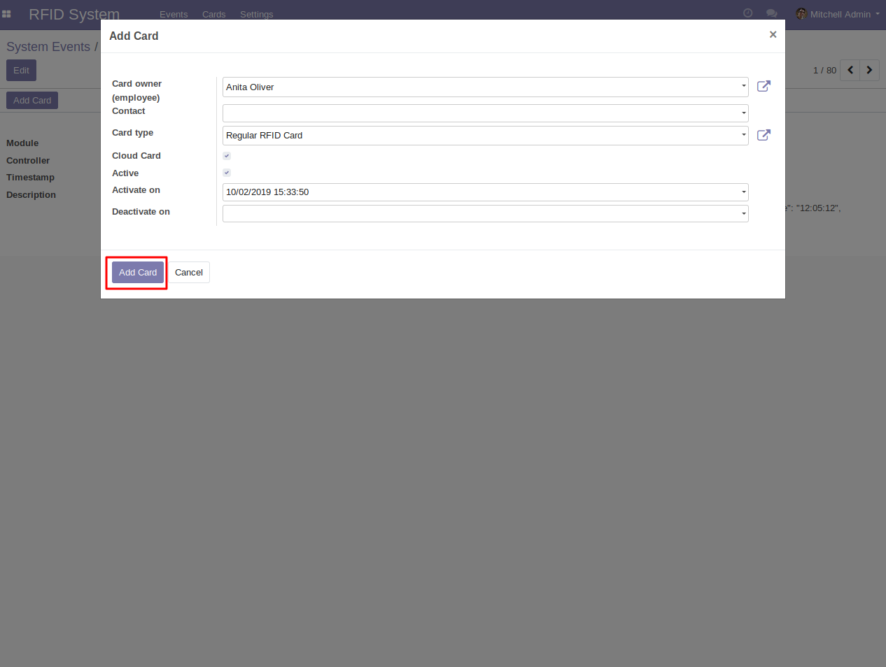 RFID System Events Cards Settings Mitchell Admin
Add Card ×
System Events /
Edit
1 / 80
Card owner (employee) Anita Oliver
Contact
Add Card
Card type Regular RFID Card
Module
Cloud Card
Controller
Active
Timestamp
Activate on 10/02/2019 15:33:50
Description
Deactivate on
": "12:05:12",
Add Card Cancel